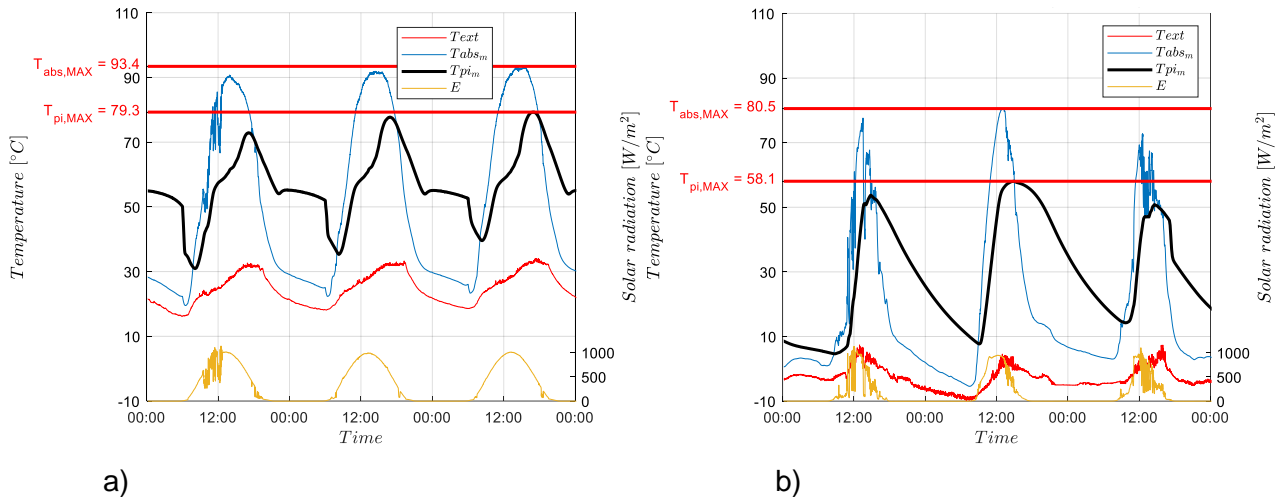 110
90
70
50
30
10
-10
Temperature [°C]
T_abs,MAX = 93.4
T_pi,MAX = 79.3
Text
Tabs_m
Tpi_m
E
1000
500
0
Solar radiation [W/m²]
00:00 12:00 00:00 12:00 00:00 12:00 00:00
Time
a)
110
90
70
50
30
10
-10
Temperature [°C]
T_abs,MAX = 80.5
T_pi,MAX = 58.1
Text
Tabs_m
Tpi_m
E
1000
500
0
Solar radiation [W/m²]
00:00 12:00 00:00 12:00 00:00 12:00 00:00
Time
b)